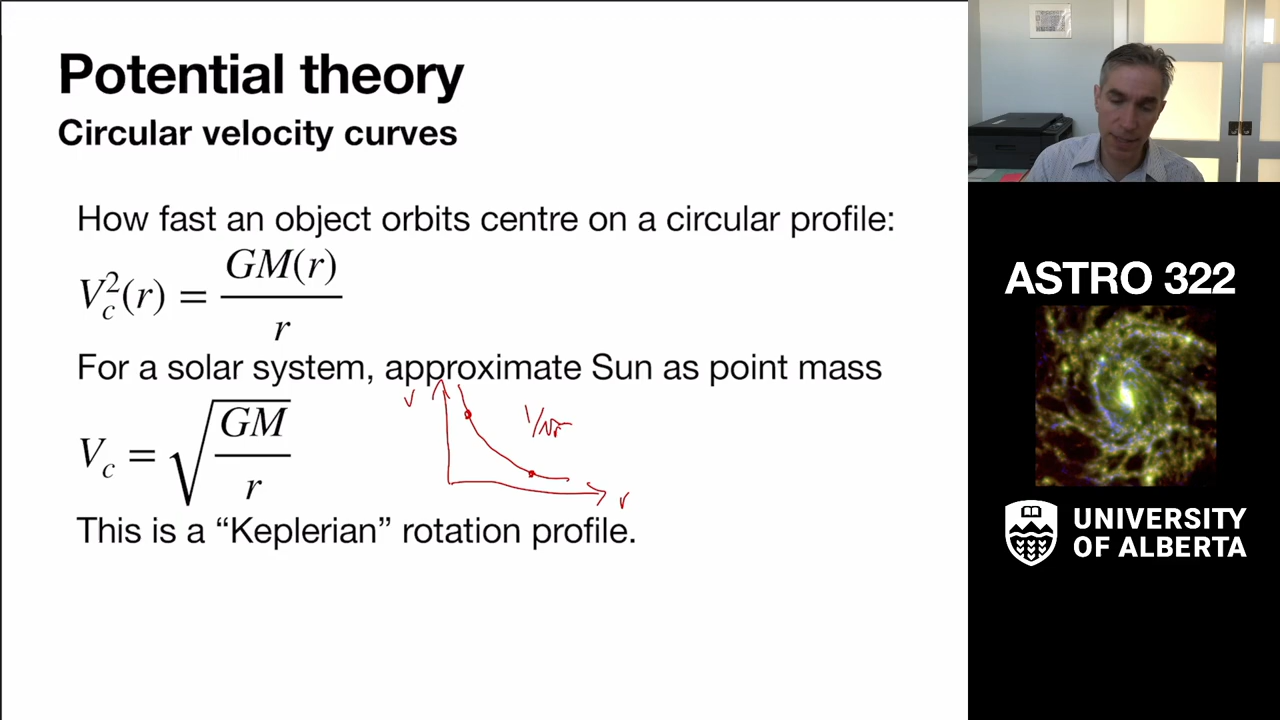 Potential theory
Circular velocity curves
How fast an object orbits centre on a circular profile:
V_c^2(r) = GM(r) / r
For a solar system, approximate Sun as point mass
V_c = √(GM / r)
v
1/√r
r
This is a “Keplerian” rotation profile.
ASTRO 322
UNIVERSITY
OF ALBERTA